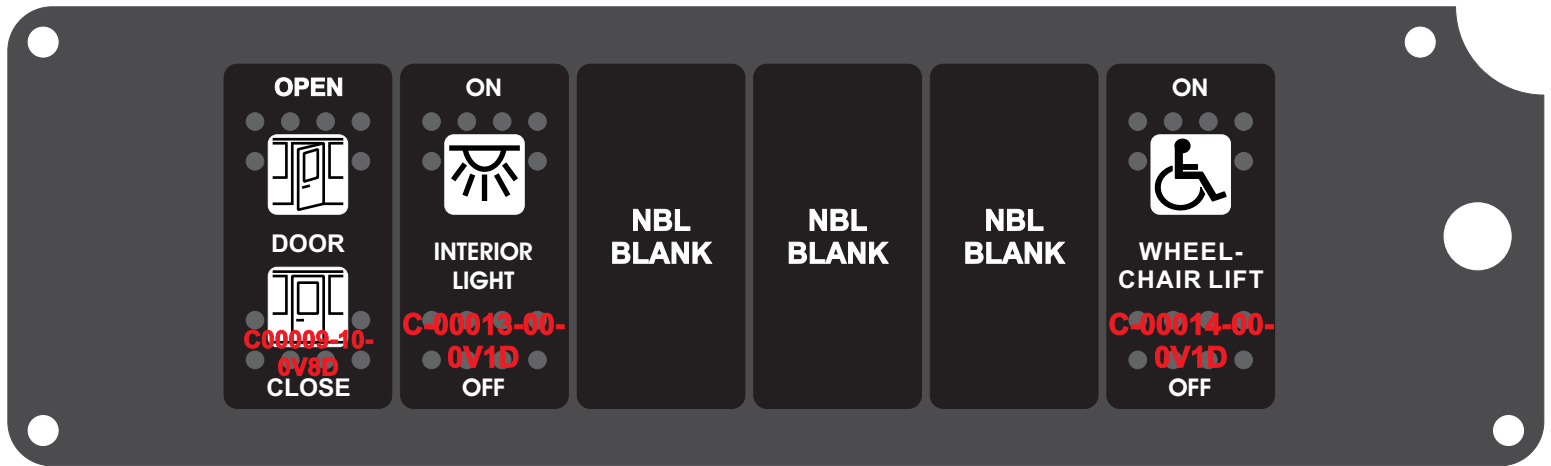 OPEN
DOOR
C00009-10-
0V8D
CLOSE
ON
INTERIOR
LIGHT
C-00013-00-
0V1D
OFF
NBL
BLANK
NBL
BLANK
NBL
BLANK
ON
WHEEL-
CHAIR LIFT
C-00014-00-
0V1D
OFF